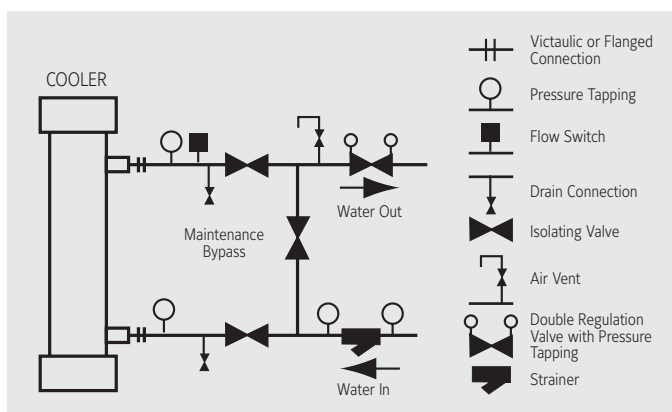 COOLER
Maintenance
Bypass
Water Out
Water In
Victaulic or Flanged
Connection
Pressure Tapping
Flow Switch
Drain Connection
Isolating Valve
Air Vent
Double Regulation
Valve with Pressure
Tapping
Strainer